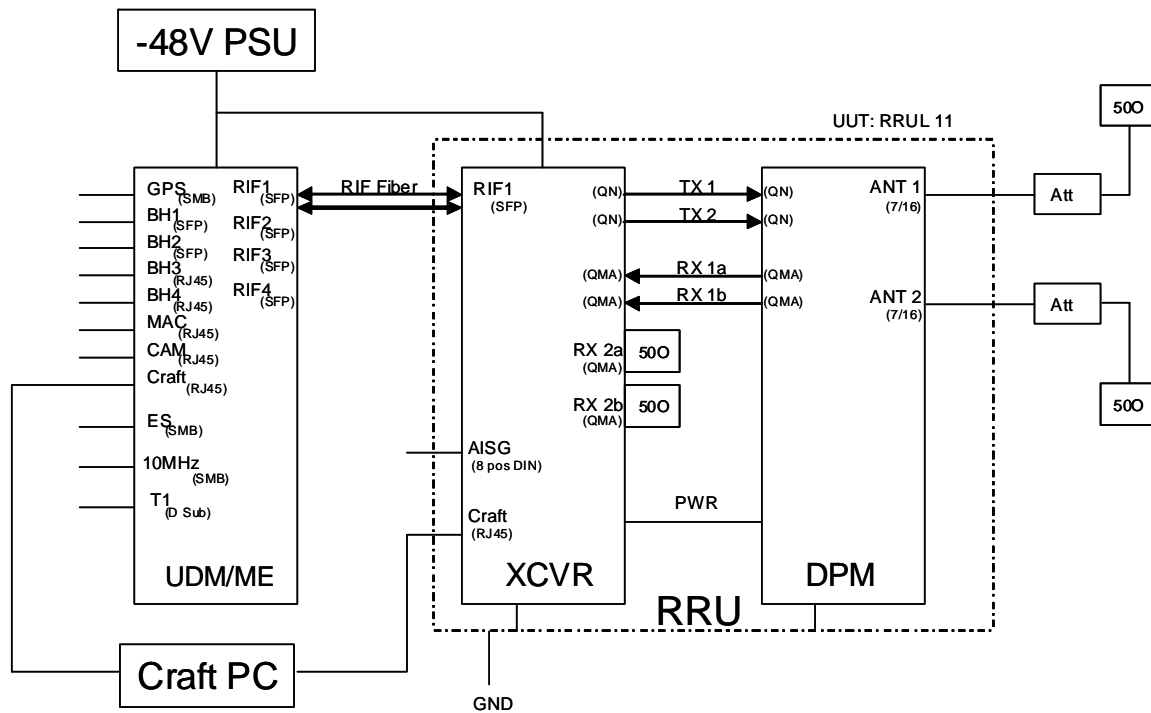 -48V PSU
UUT: RRUL 11
50O
GPS
(SMB)
BH1
(SFP)
BH2
(SFP)
BH3
(RJ45)
BH4
(RJ45)
MAC
(RJ45)
CAM
(RJ45)
Craft
(RJ45)
ES
(SMB)
10MHz
(SMB)
T1
(D Sub)
RIF1
(SFP)
RIF2
(SFP)
RIF3
(SFP)
RIF4
(SFP)
UDM/ME
RIF Fiber
RIF1
(SFP)
(QN)
(QN)
(QMA)
(QMA)
RX 2a
(QMA)
50O
RX 2b
(QMA)
50O
AISG
(8 pos DIN)
Craft
(RJ45)
XCVR
TX 1
TX 2
RX 1a
RX 1b
PWR
(QN)
(QN)
(QMA)
(QMA)
ANT 1
(7/16)
ANT 2
(7/16)
DPM
Att
Att
50O
RRU
Craft PC
GND